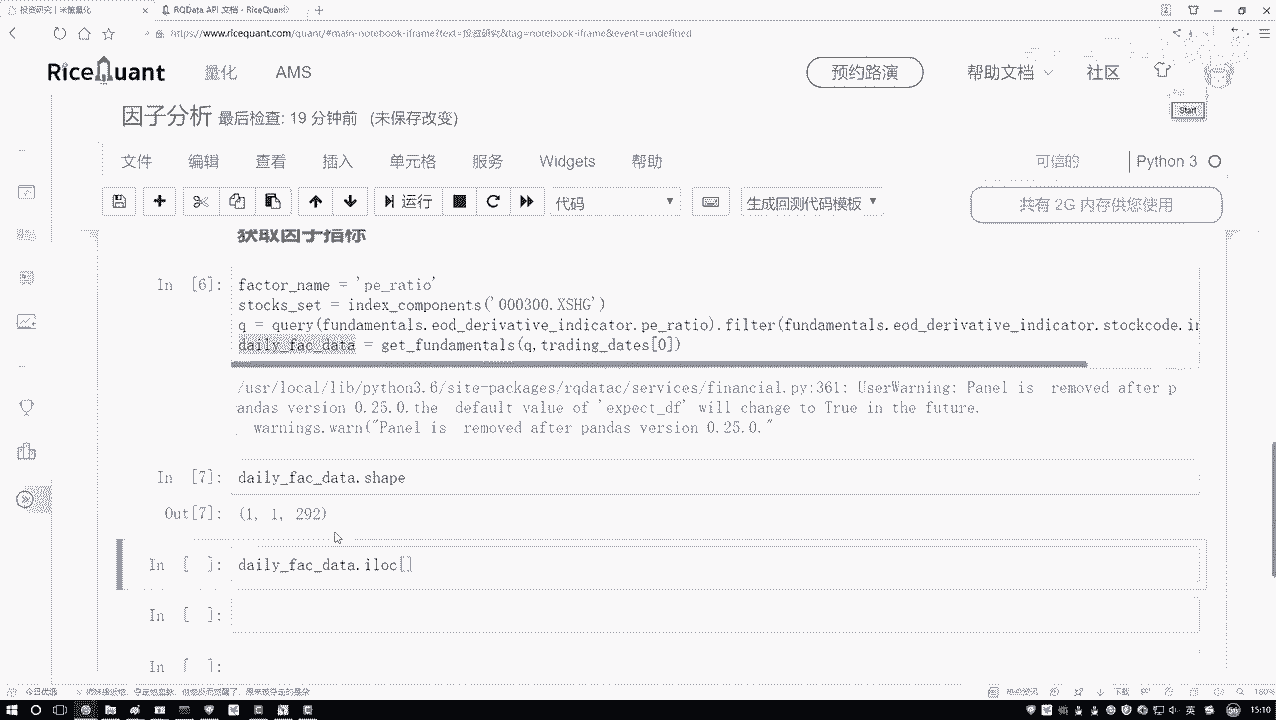 投资研究 | 米筐量化
RQData API 文档 - RiceQuant
https://www.ricequant.com/quant/#main-notebook-iframe?text=投资研究&tag=notebook-iframe&event=undefined
RiceQuant 量化 AMS 预约路演 帮助文档 社区
Start
因子分析 最后检查: 19 分钟前 (未保存改变)
文件 编辑 查看 插入 单元格 服务 Widgets 帮助 可信的 Python 3
运行 代码 生成回测代码模板 共有 2G 内存供您使用
获取因子指标
In [6]: factor_name = 'pe_ratio'
stocks_set = index_components('000300.XSHG')
q = query(fundamentals.eod_derivative_indicator.pe_ratio).filter(fundamentals.eod_derivative_indicator.stockcode.in
daily_fac_data = get_fundamentals(q,trading_dates[0])
/usr/local/lib/python3.6/site-packages/rqdatac/services/financial.py:361: UserWarning: Panel is removed after p
andas version 0.25.0.the default value of 'expect_df' will change to True in the future.
warnings.warn("Panel is removed after pandas version 0.25.0."
In [7]: daily_fac_data.shape
Out[7]: (1, 1, 292)
In [ ]: daily_fac_data.iloc[]
In [ ]:
In [ ]:
今日优选
下载
160%
15:10